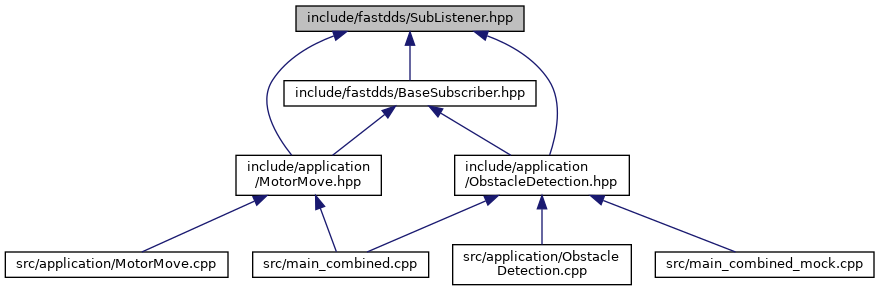 include/fastdds/SubListener.hpp
include/fastdds/BaseSubscriber.hpp
include/application
/MotorMove.hpp
include/application
/ObstacleDetection.hpp
src/application/MotorMove.cpp
src/main_combined.cpp
src/application/Obstacle
Detection.cpp
src/main_combined_mock.cpp